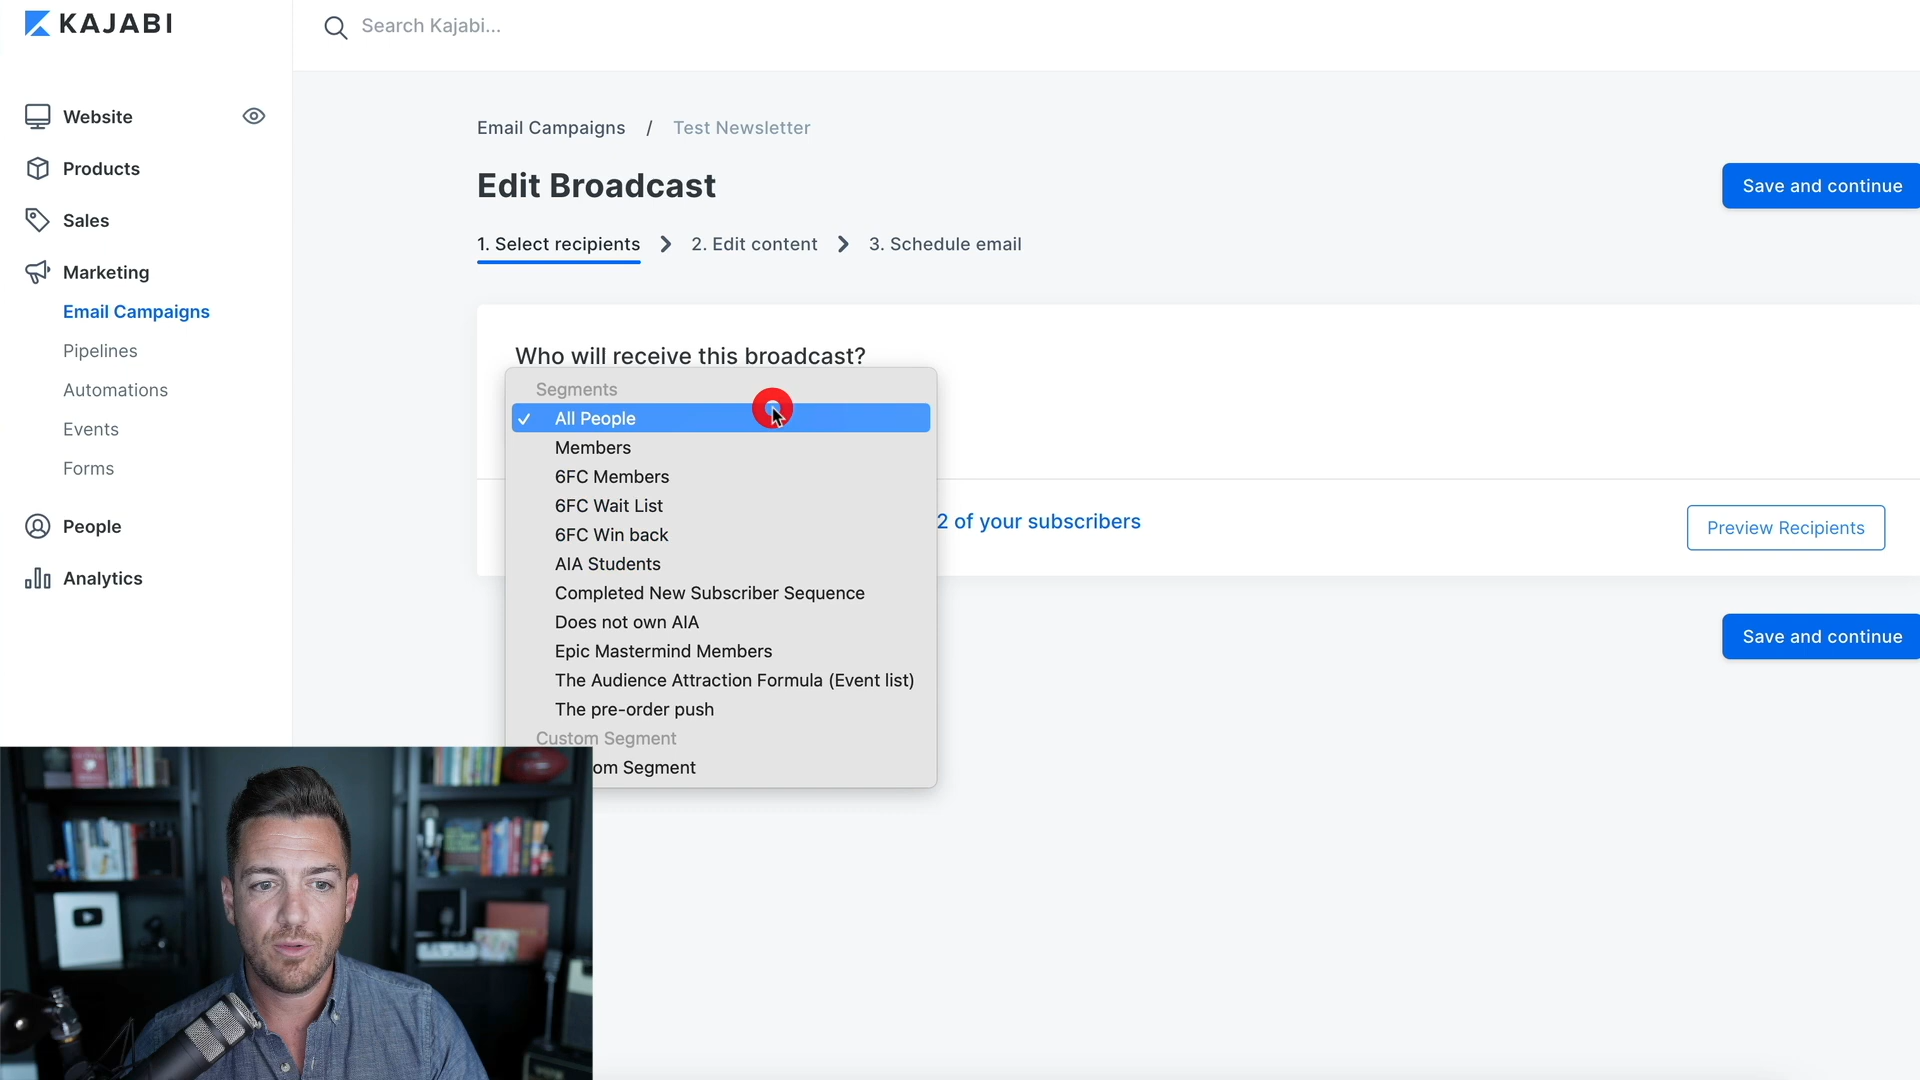 KAJABI
Search Kajabi...
Website
Products
Sales
Marketing
Email Campaigns
Pipelines
Automations
Events
Forms
People
Analytics
Email Campaigns / Test Newsletter
Edit Broadcast
Save and continue
1. Select recipients
2. Edit content
3. Schedule email
Who will receive this broadcast?
Segments
All People
Members
6FC Members
6FC Wait List
6FC Win back
AIA Students
Completed New Subscriber Sequence
Does not own AIA
Epic Mastermind Members
The Audience Attraction Formula (Event list)
The pre-order push
Custom Segment
om Segment
2 of your subscribers
Preview Recipients
Save and continue